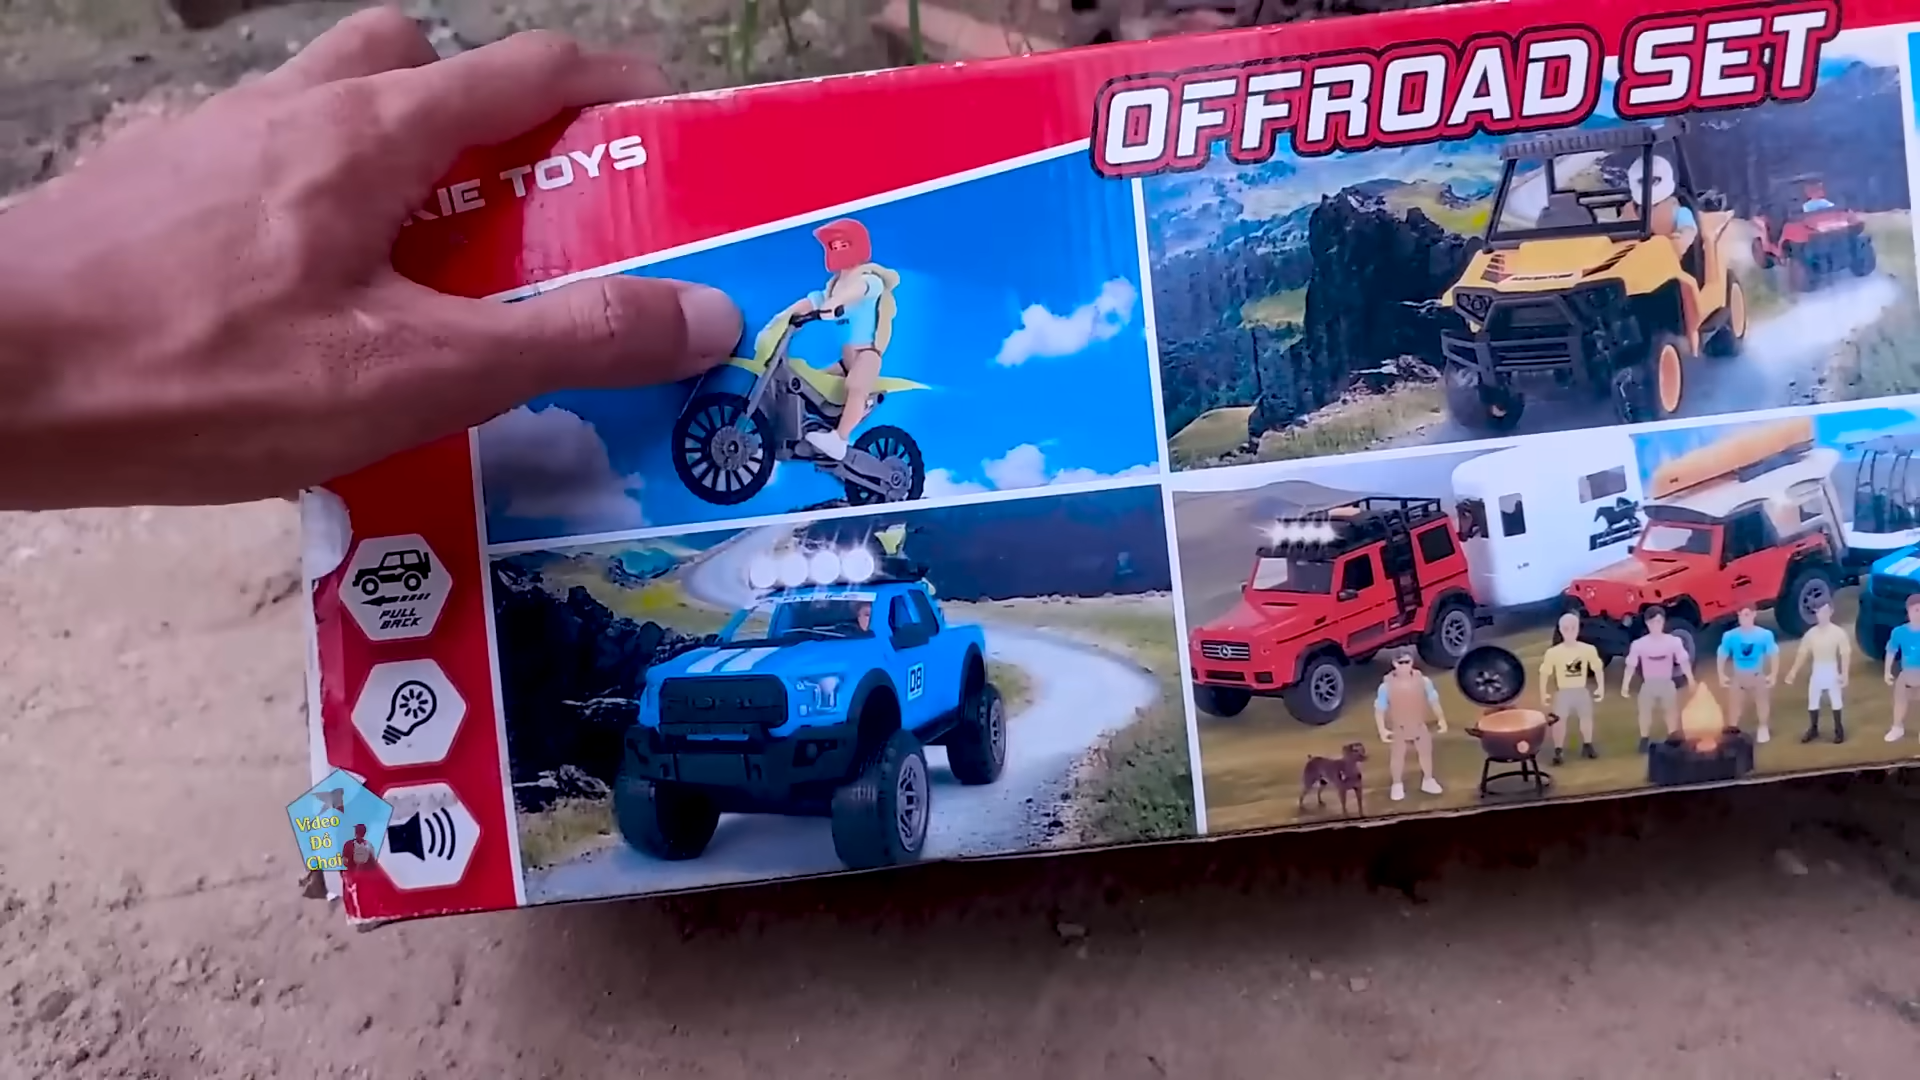 OFFROAD SET
KIE TOYS
PULL
BACK
08
Video
Đồ
Chơi